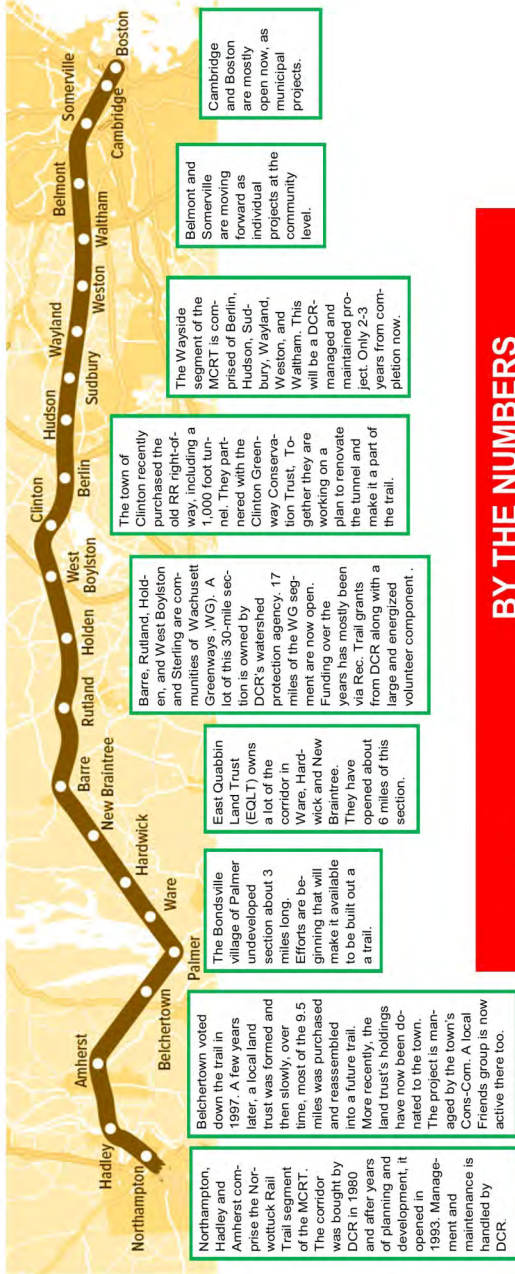 Northampton
Hadley
Amherst
Belchertown
Palmer
Ware
Hardwick
New Braintree
Barre
Rutland
Holden
West
Boylston
Clinton
Berlin
Hudson
Sudbury
Wayland
Weston
Waltham
Belmont
Somerville
Cambridge
Boston
Northampton,
Hadley and
Amherst com-
prise the Nor-
wottuck Rail
Trail segment
of the MCRT.
The corridor
was bought by
DCR in 1980
and after years
of planning and
development, it
opened in
1993. Manage-
ment and
maintenance is
handled by
DCR.
Belchertown voted
down the trail in
1997. A few years
later, a local land
trust was formed and
then slowly, over
time, most of the 9.5
miles was purchased
and reassembled
into a future trail.
More recently, the
land trust's holdings
have now been do-
nated to the town.
The project is man-
aged by the town's
Cons-Com. A local
Friends group is now
active there too.
The Bondsville
village of Palmer
undeveloped
section about 3
miles long.
Efforts are be-
ginning that will
make it available
to be built out a
a trail.
East Quabbin
Land Trust
(EQLT) owns
a lot of the
corridor in
Ware, Hard-
wick and New
Braintree.
They have
opened about
6 miles of this
section.
Barre, Rutland, Hold-
en, and West Boylston
and Sterling are com-
munities of Wachusett
Greenways ,WG). A
lot of this 30-mile sec-
tion is owned by
DCR's watershed
protection agency. 17
miles of the WG seg-
ment are now open.
Funding over the
years has mostly been
via Rec. Trail grants
from DCR along with a
large and energized
volunteer component .
The town of
Clinton recently
purchased the
old RR right-of-
way, including a
1,000 foot tun-
nel. They part-
nered with the
Clinton Green-
way Conserva-
tion Trust, To-
gether they are
working on a
plan to renovate
the tunnel and
make it a part of
the trail.
The Wayside
segment of the
MCRT is com-
prised of Berlin,
Hudson, Sud-
bury, Wayland,
Weston, and
Waltham. This
will be a DCR-
managed and
maintained pro-
ject. Only 2-3
years from com-
pletion now.
Belmont and
Somerville
are moving
forward as
individual
projects at the
community
level.
Cambridge
and Boston
are mostly
open now, as
municipal
projects.
BY THE NUMBERS